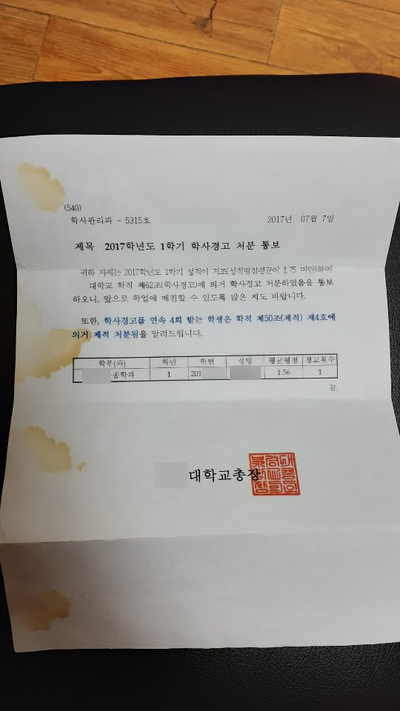 (540)
학사관리과 - 5315호 2017년 07월 7일
제목 2017학년도 1학기 학사경고 처분 통보
귀하 자제는 2017학년도 1학기 성적이 저조(성적평점평균이 1.75 미만)하여
대학교 학칙 제62조(학사경고)에 의거 학사경고 처분하였음을 통보
하오니, 앞으로 학업에 매진할 수 있도록 많은 지도 바랍니다.
또한, 학사경고를 연속 4회 받는 학생은 학칙 제50조(제적) 제4호에
의거 제적 처분됨을 알려드립니다.
학부(과) 학년 학번 성명 평균평점 경고횟수
공학과 1 201 1.56 1
끝.
대학교총장